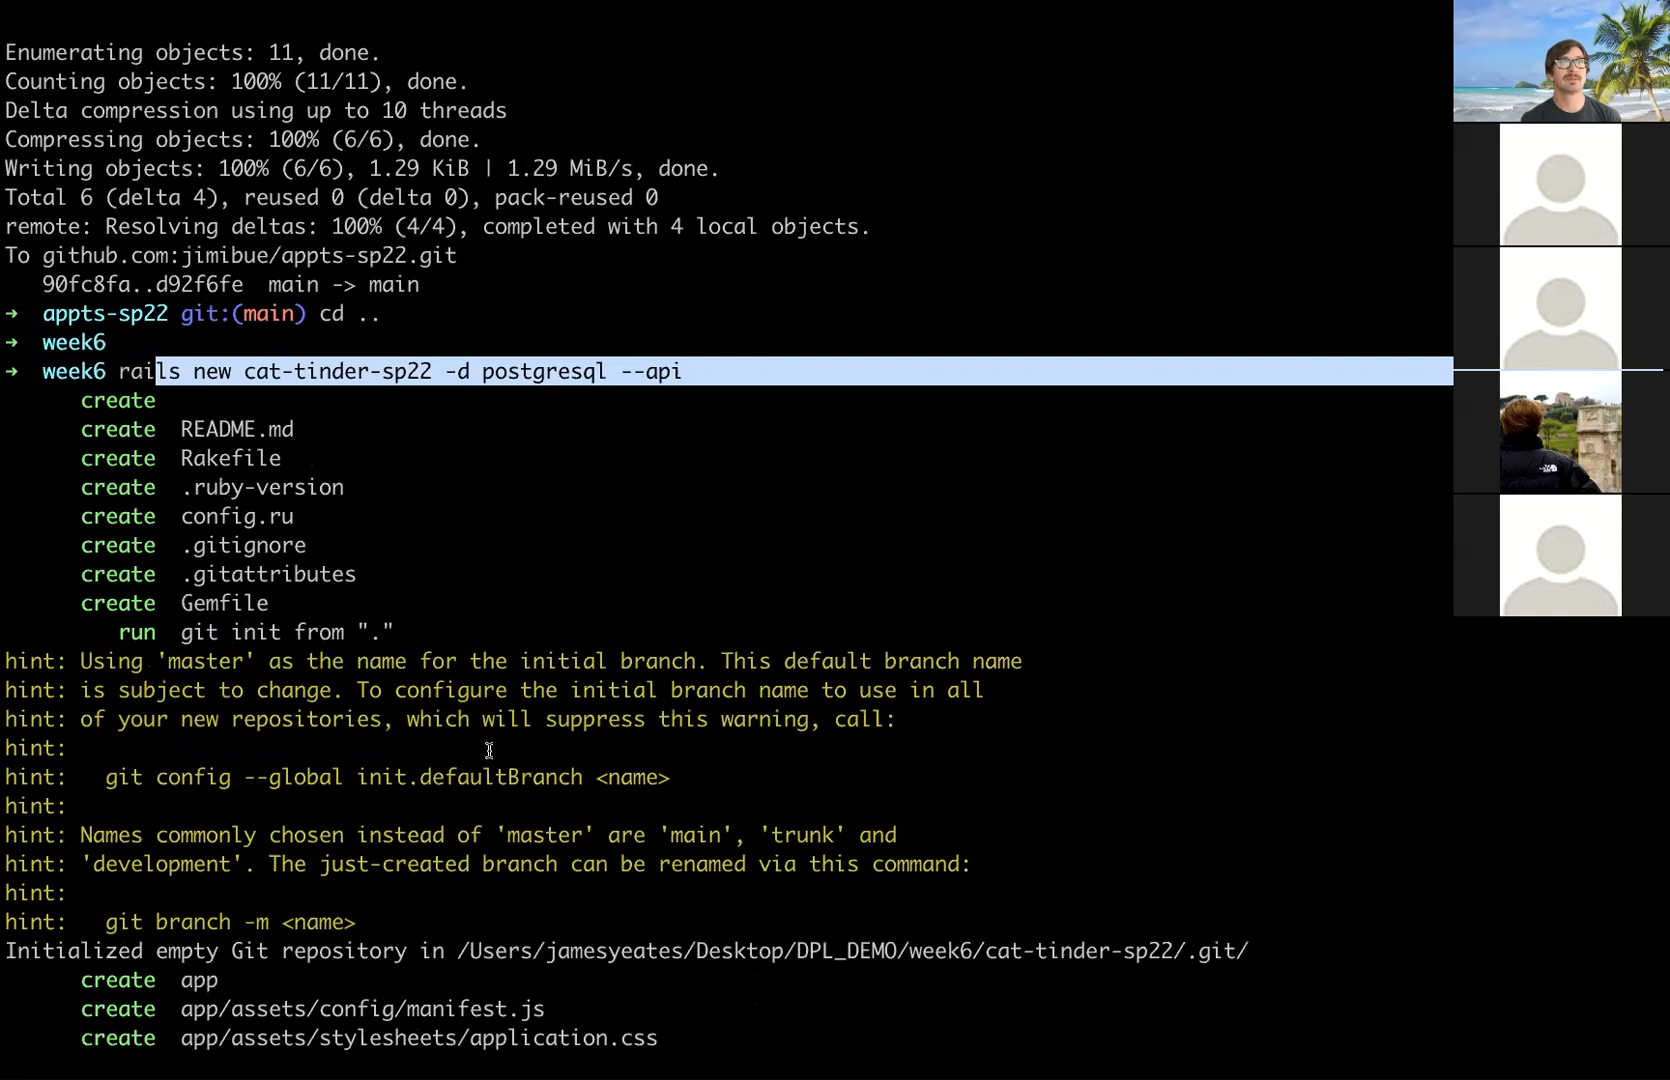 Enumerating objects: 11, done.
Counting objects: 100% (11/11), done.
Delta compression using up to 10 threads
Compressing objects: 100% (6/6), done.
Writing objects: 100% (6/6), 1.29 KiB | 1.29 MiB/s, done.
Total 6 (delta 4), reused 0 (delta 0), pack-reused 0
remote: Resolving deltas: 100% (4/4), completed with 4 local objects.
To github.com:jimibue/appts-sp22.git
   90fc8fa..d92f6fe  main -> main
→  appts-sp22 git:(main) cd ..
→  week6
→  week6 rails new cat-tinder-sp22 -d postgresql --api
      create
      create  README.md
      create  Rakefile
      create  .ruby-version
      create  config.ru
      create  .gitignore
      create  .gitattributes
      create  Gemfile
         run  git init from "."
hint: Using 'master' as the name for the initial branch. This default branch name
hint: is subject to change. To configure the initial branch name to use in all
hint: of your new repositories, which will suppress this warning, call:
hint:
hint:   git config --global init.defaultBranch <name>
hint:
hint: Names commonly chosen instead of 'master' are 'main', 'trunk' and
hint: 'development'. The just-created branch can be renamed via this command:
hint:
hint:   git branch -m <name>
Initialized empty Git repository in /Users/jamesyeates/Desktop/DPL_DEMO/week6/cat-tinder-sp22/.git/
      create  app
      create  app/assets/config/manifest.js
      create  app/assets/stylesheets/application.css